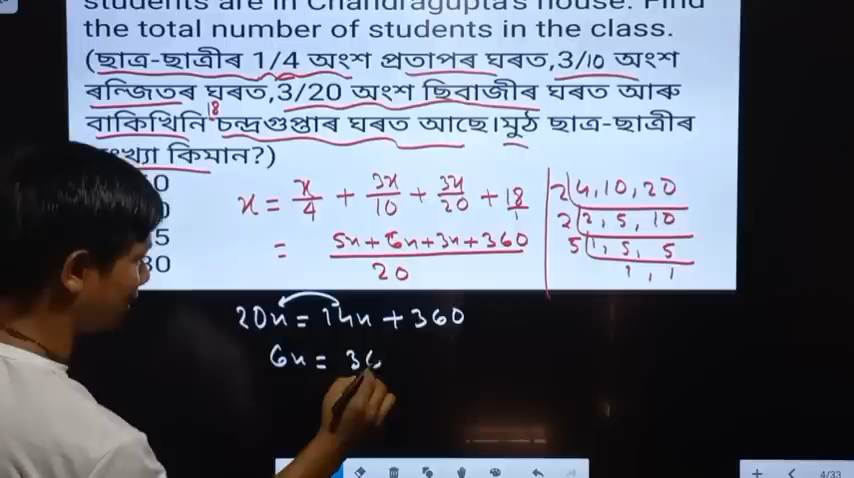 students are in Chandragupta's house. Find
the total number of students in the class.
(ছাত্ৰ-ছাত্ৰীৰ 1/4 অংশ প্ৰতাপৰ ঘৰত,3/10 অংশ
ৰন্জিতৰ ঘৰত,3/20 অংশ ছিবাজীৰ ঘৰত আৰু
18
বাকিখিনি চন্দ্ৰগুপ্তাৰ ঘৰত আছে।মুঠ ছাত্ৰ-ছাত্ৰীৰ
কিমান?)
x = x/4 + 3x/10 + 3x/20 + 18/1
= 5x+6x+3x+360/20
2 4, 10, 20
2 2, 5, 10
5 1, 5, 5
1, 1
20x = 14x + 360
6x = 36
4/33